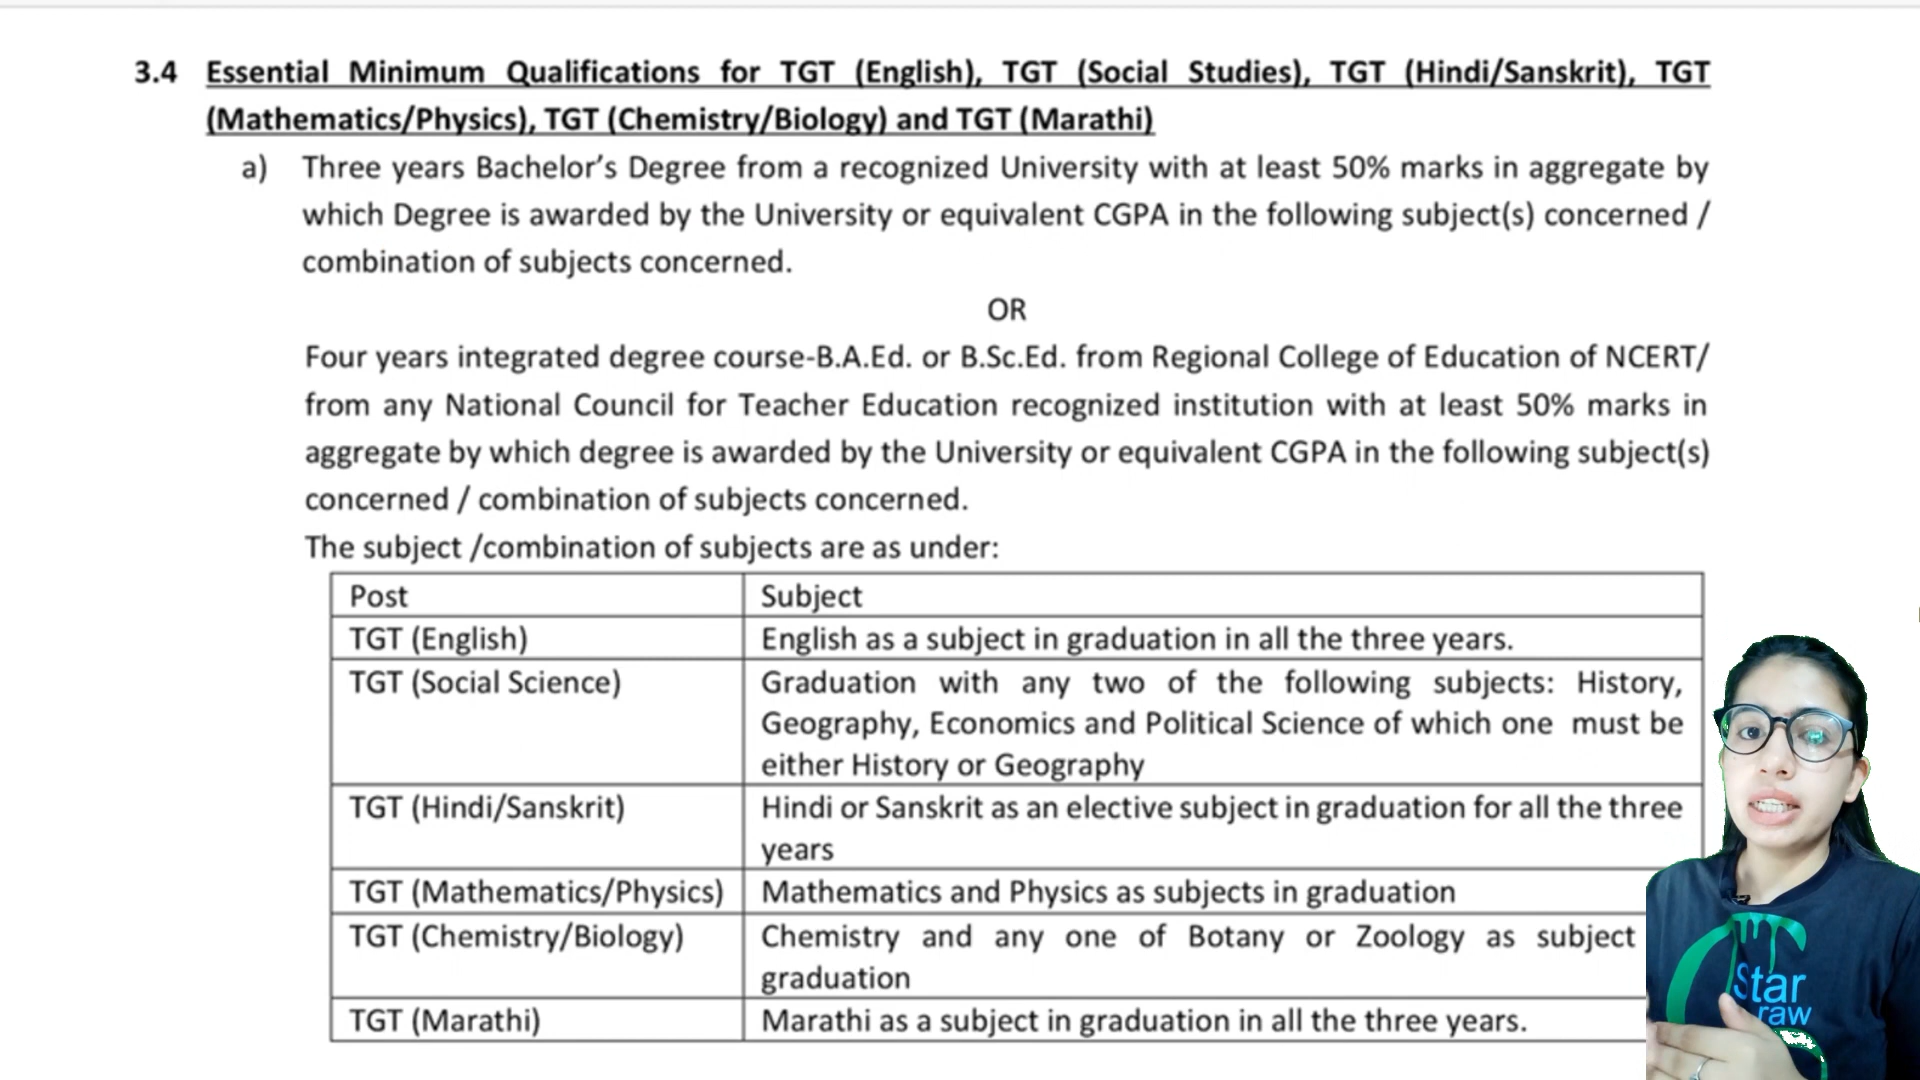 3.4 Essential Minimum Qualifications for TGT (English), TGT (Social Studies), TGT (Hindi/Sanskrit), TGT
(Mathematics/Physics), TGT (Chemistry/Biology) and TGT (Marathi)
a) Three years Bachelor's Degree from a recognized University with at least 50% marks in aggregate by
which Degree is awarded by the University or equivalent CGPA in the following subject(s) concerned /
combination of subjects concerned.
OR
Four years integrated degree course-B.A.Ed. or B.Sc.Ed. from Regional College of Education of NCERT/
from any National Council for Teacher Education recognized institution with at least 50% marks in
aggregate by which degree is awarded by the University or equivalent CGPA in the following subject(s)
concerned / combination of subjects concerned.
The subject /combination of subjects are as under:
Post Subject
TGT (English) English as a subject in graduation in all the three years.
TGT (Social Science) Graduation with any two of the following subjects: History,
Geography, Economics and Political Science of which one must be
either History or Geography
TGT (Hindi/Sanskrit) Hindi or Sanskrit as an elective subject in graduation for all the three
years
TGT (Mathematics/Physics) Mathematics and Physics as subjects in graduation
TGT (Chemistry/Biology) Chemistry and any one of Botany or Zoology as subject
graduation
TGT (Marathi) Marathi as a subject in graduation in all the three years.
Star
raw